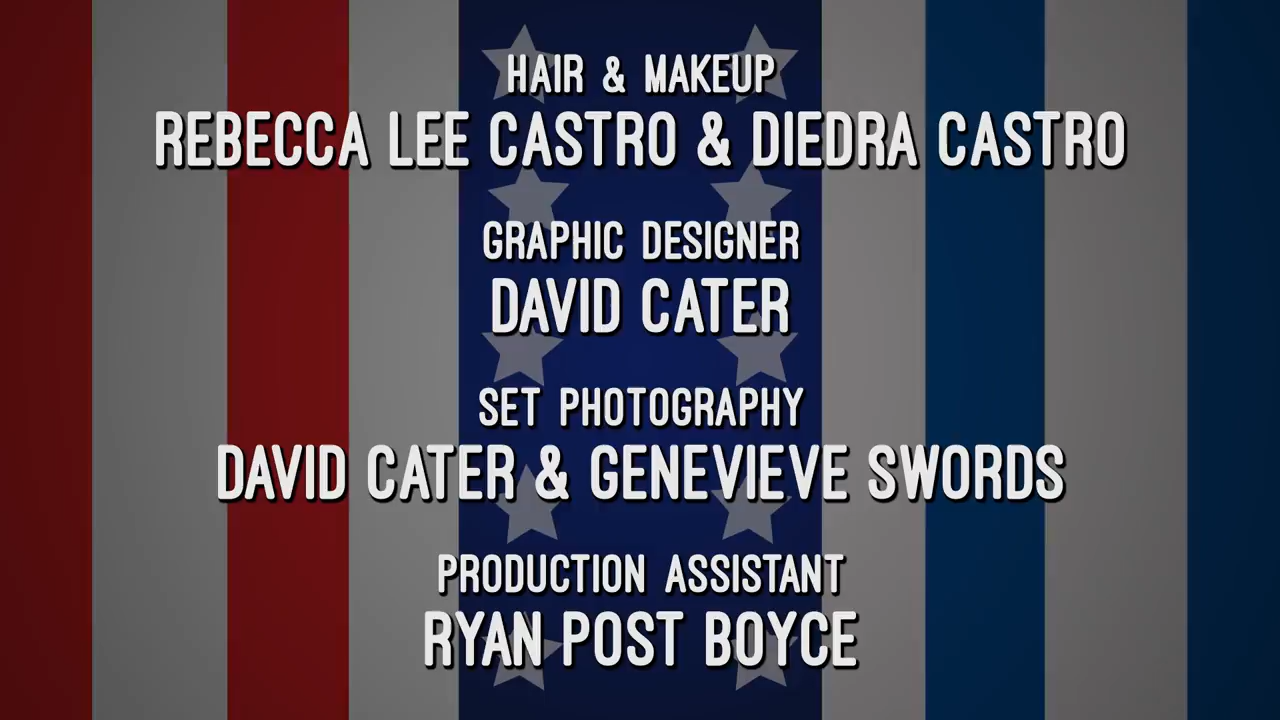 HAIR & MAKEUP
REBECCA LEE CASTRO & DIEDRA CASTRO
GRAPHIC DESIGNER
DAVID CATER
SET PHOTOGRAPHY
DAVID CATER & GENEVIEVE SWORDS
PRODUCTION ASSISTANT
RYAN POST BOYCE